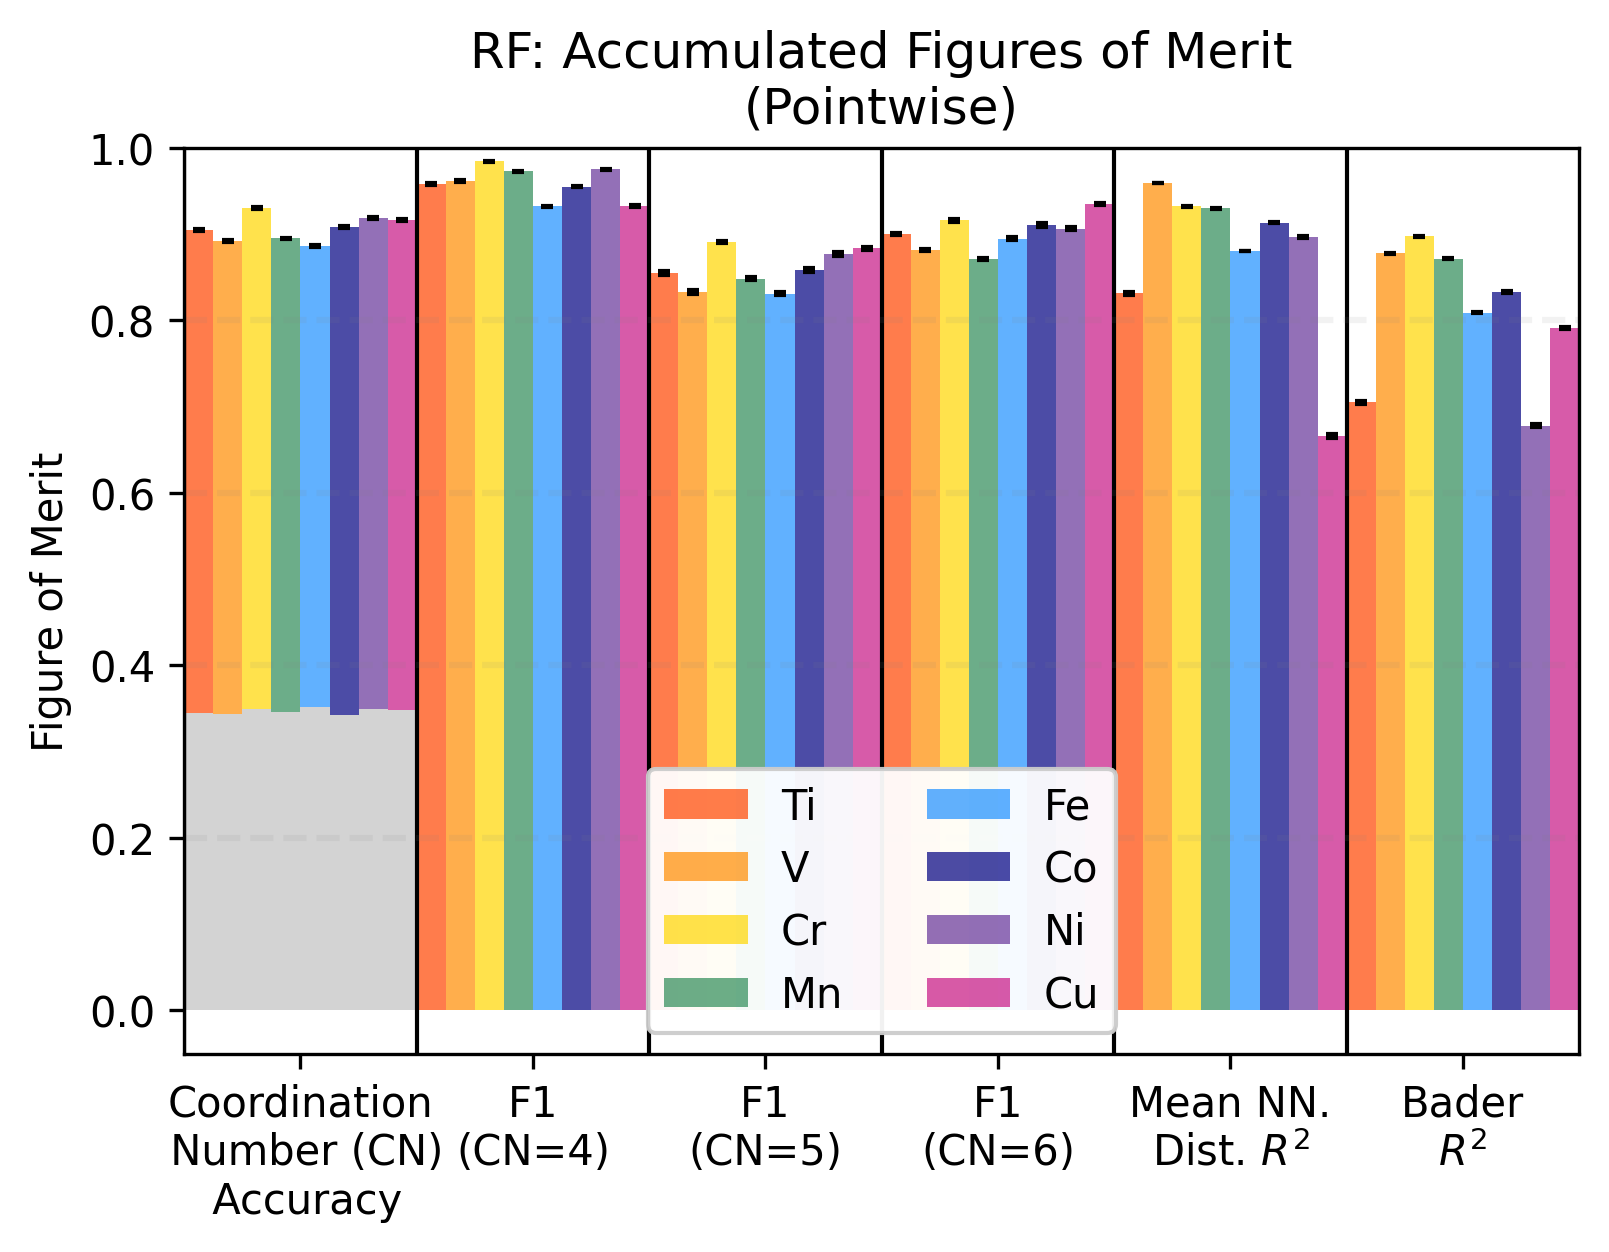 RF: Accumulated Figures of Merit
(Pointwise)
Figure of Merit
1.0
0.8
0.6
0.4
0.2
0.0
Ti
V
Cr
Mn
Fe
Co
Ni
Cu
Coordination
Number (CN)
Accuracy
F1
(CN=4)
F1
(CN=5)
F1
(CN=6)
Mean NN.
Dist. R²
Bader
R²